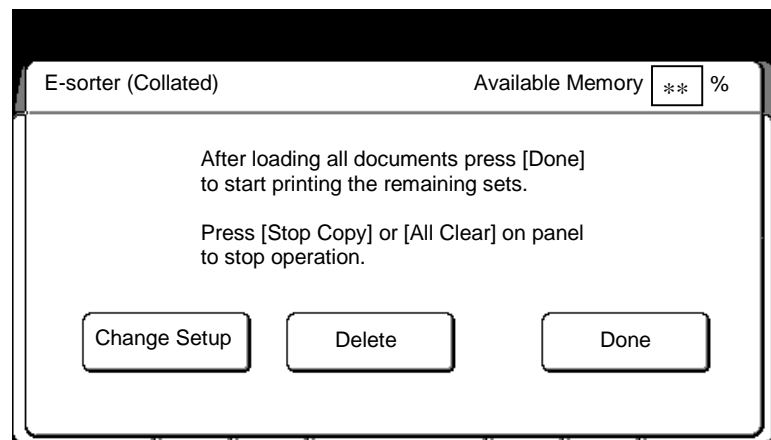 E-sorter (Collated) Available Memory ** %
After loading all documents press [Done]
to start printing the remaining sets.
Press [Stop Copy] or [All Clear] on panel
to stop operation.
Change Setup Delete Done